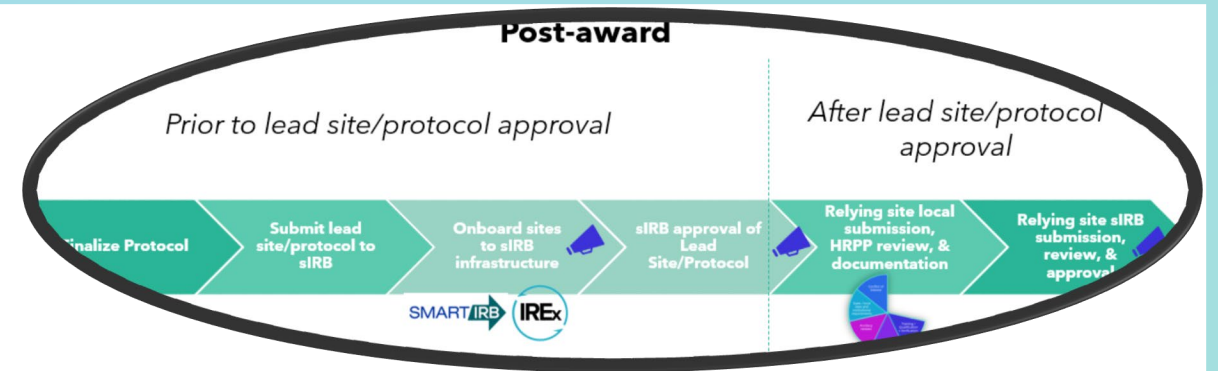 Post-award
Prior to lead site/protocol approval
After lead site/protocol
approval
Finalize Protocol
Submit lead
site/protocol to
sIRB
Onboard sites
to sIRB
infrastructure
sIRB approval of
Lead
Site/Protocol
Relying site local
submission,
HRPP review, &
documentation
Relying site sIRB
submission,
review, &
approval
SMART IRB
IREx